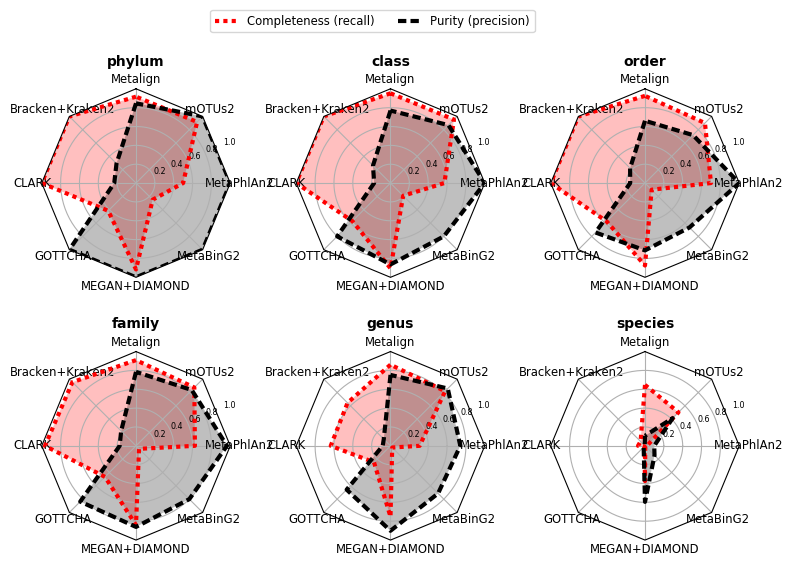 Completeness (recall) Purity (precision)
phylum
Metalign
Bracken+Kraken2 mOTUs2
1.0
0.8
0.6
0.4
0.2
CLARK MetaPhlAn2
GOTTCHA MetaBinG2
MEGAN+DIAMOND
class
Metalign
Bracken+Kraken2 mOTUs2
1.0
0.8
0.6
0.4
0.2
CLARK MetaPhlAn2
GOTTCHA MetaBinG2
MEGAN+DIAMOND
order
Metalign
Bracken+Kraken2 mOTUs2
1.0
0.8
0.6
0.4
0.2
CLARK MetaPhlAn2
GOTTCHA MetaBinG2
MEGAN+DIAMOND
family
Metalign
Bracken+Kraken2 mOTUs2
1.0
0.8
0.6
0.4
0.2
CLARK MetaPhlAn2
GOTTCHA MetaBinG2
MEGAN+DIAMOND
genus
Metalign
Bracken+Kraken2 mOTUs2
1.0
0.8
0.6
0.4
0.2
CLARK MetaPhlAn2
GOTTCHA MetaBinG2
MEGAN+DIAMOND
species
Metalign
Bracken+Kraken2 mOTUs2
1.0
0.8
0.6
0.4
0.2
CLARK MetaPhlAn2
GOTTCHA MetaBinG2
MEGAN+DIAMOND